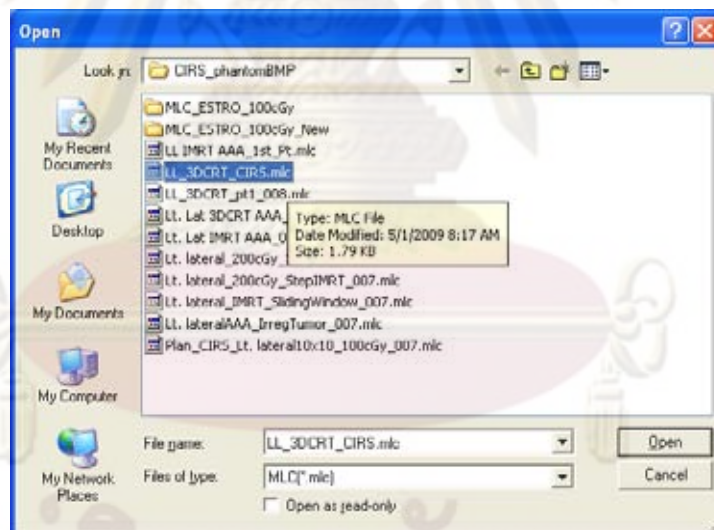 Open
Look in: CIRS_phantomBMP
My Recent Documents
Desktop
My Documents
My Computer
My Network Places
MLC_ESTRO_100cGy
MLC_ESTRO_100cGy_New
LL IMRT AAA_1st_Pt.mlc
LL_3DCRT_CIRS.mlc
LL_3DCRT_pt1_008.mlc
Lt. Lat 3DCRT AAA_
Lt. Lat IMRT AAA_0
Lt. lateral_200cGy_
Type: MLC File
Date Modified: 5/1/2009 8:17 AM
Size: 1.79 KB
Lt. lateral_200cGy_StepIMRT_007.mlc
Lt. lateral_IMRT_SlidingWindow_007.mlc
Lt. lateralAAA_IrregTumor_007.mlc
Plan_CIRS_Lt. lateral10x10_100cGy_007.mlc
File name: LL_3DCRT_CIRS.mlc Open
Files of type: MLC(*.mlc) Cancel
Open as read-only